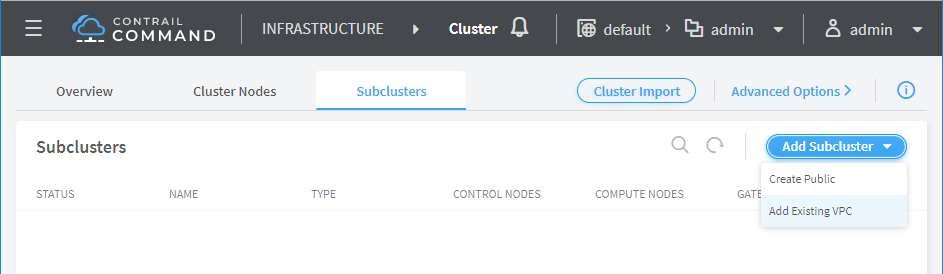 CONTRAIL COMMAND INFRASTRUCTURE Cluster default admin admin
Overview Cluster Nodes Subclusters Cluster Import Advanced Options
Subclusters Add Subcluster
Create Public
STATUS NAME TYPE CONTROL NODES COMPUTE NODES GATE
Add Existing VPC